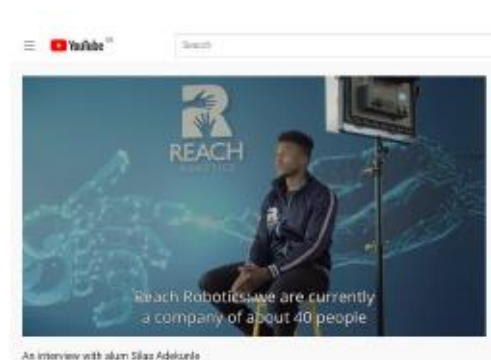 YouTube
Search
REACH
ROBOTICS
Reach Robotics: we are currently
a company of about 40 people
An interview with alum Silas Adekunle